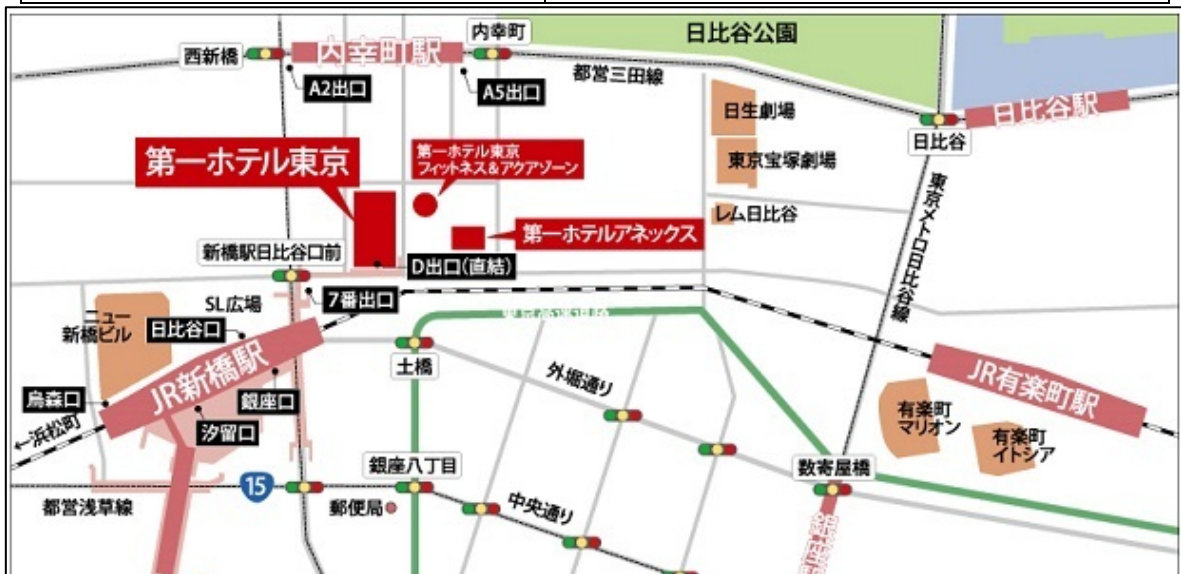 内幸町
日比谷公園
西新橋
内幸町駅
都営三田線
A2出口
A5出口
日比谷駅
日生劇場
日比谷
第一ホテル東京
第一ホテル東京
フィットネス&アクアゾーン
東京宝塚劇場
東京メトロ日比谷線
レム日比谷
第一ホテルアネックス
新橋駅日比谷口前
D出口(直結)
7番出口
SL広場
ニュー
新橋ビル
日比谷口
JR新橋駅
土橋
外堀通り
JR有楽町駅
烏森口
銀座口
有楽町
マリオン
←浜松町
汐留口
有楽町
イトシア
銀座八丁目
数寄屋橋
15
都営浅草線
郵便局
中央通り